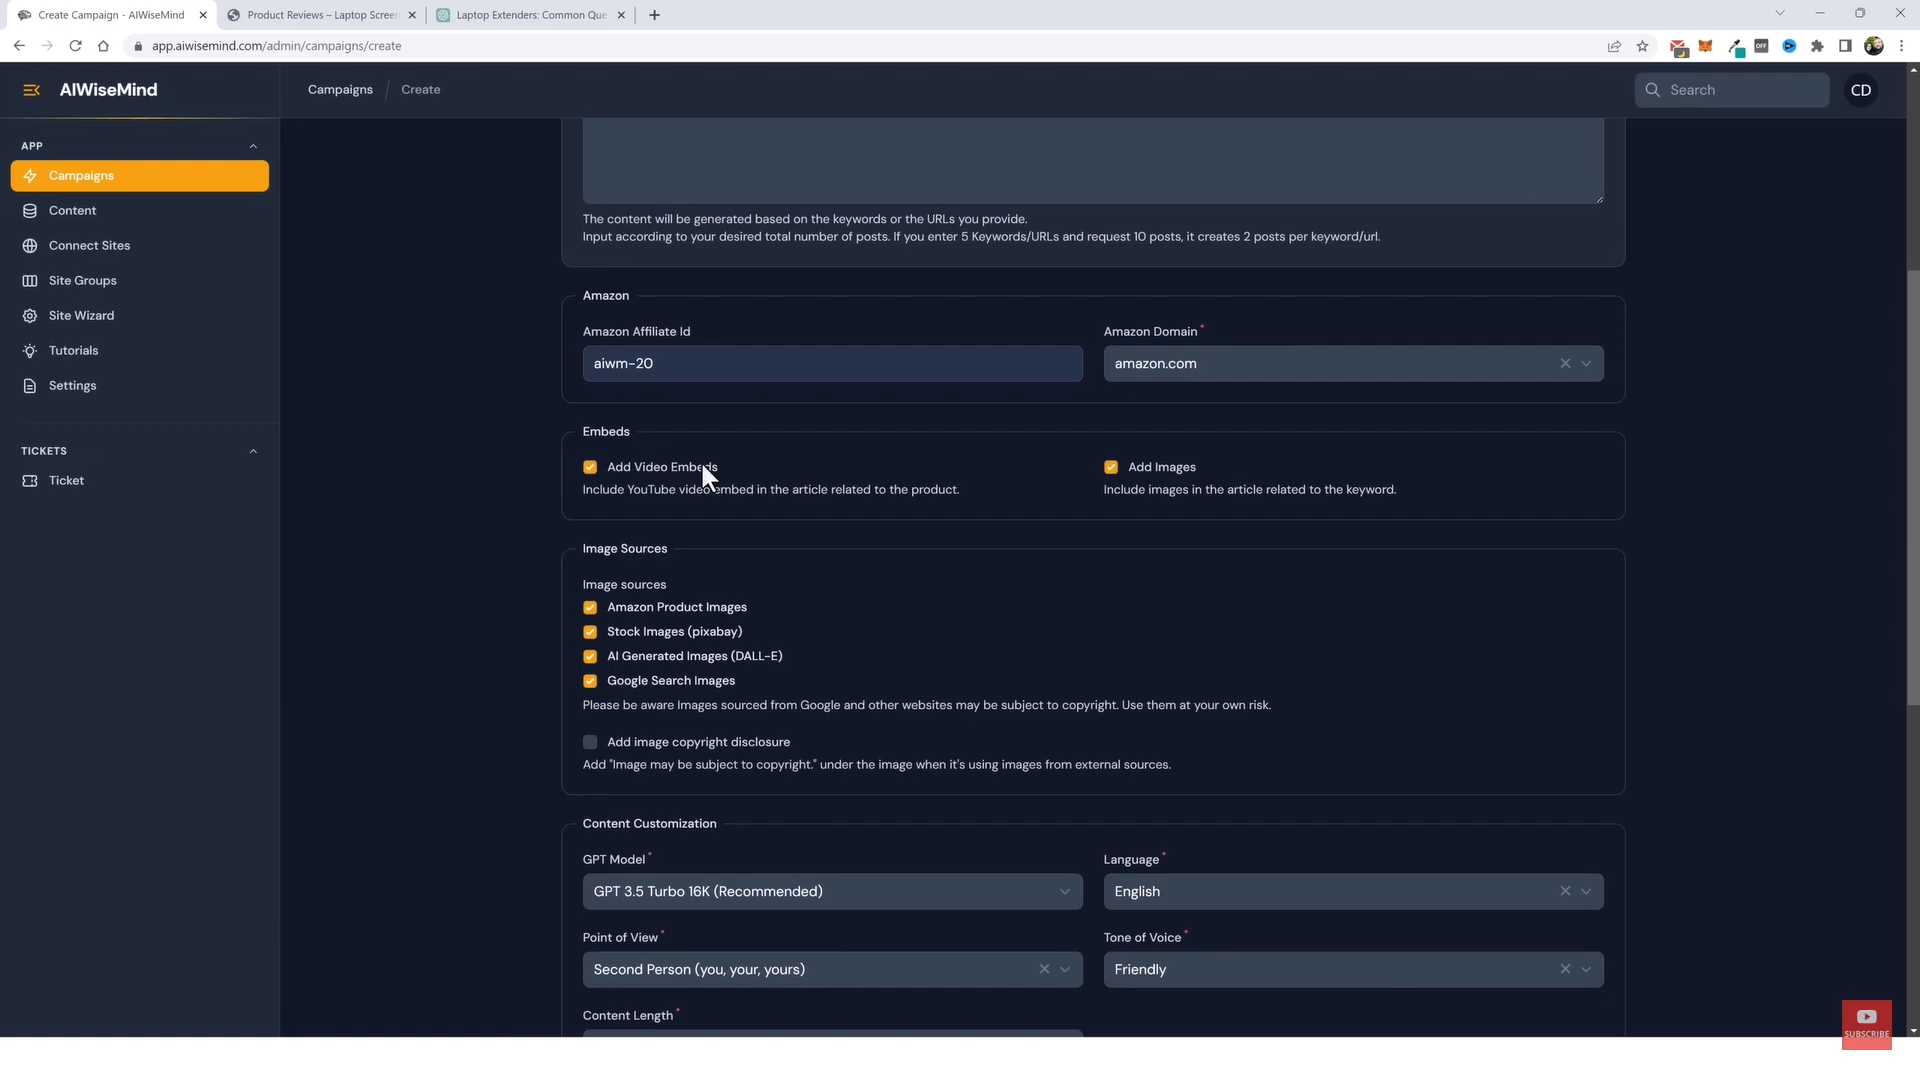 Create Campaign - AIWiseMind
Product Reviews – Laptop Screen
Laptop Extenders: Common Que
app.aiwisemind.com/admin/campaigns/create
OFF
AIWiseMind
Campaigns / Create
Search
CD
APP
Campaigns
Content
Connect Sites
Site Groups
Site Wizard
Tutorials
Settings
TICKETS
Ticket
The content will be generated based on the keywords or the URLs you provide.
Input according to your desired total number of posts. If you enter 5 Keywords/URLs and request 10 posts, it creates 2 posts per keyword/url.
Amazon
Amazon Affiliate Id
Amazon Domain *
aiwm-20
amazon.com
Embeds
Add Video Embeds
Add Images
Include YouTube video embed in the article related to the product.
Include images in the article related to the keyword.
Image Sources
Image sources
Amazon Product Images
Stock Images (pixabay)
AI Generated Images (DALL-E)
Google Search Images
Please be aware Images sourced from Google and other websites may be subject to copyright. Use them at your own risk.
Add image copyright disclosure
Add "Image may be subject to copyright." under the image when it's using images from external sources.
Content Customization
GPT Model *
Language *
GPT 3.5 Turbo 16K (Recommended)
English
Point of View *
Tone of Voice *
Second Person (you, your, yours)
Friendly
Content Length *
SUBSCRIBE